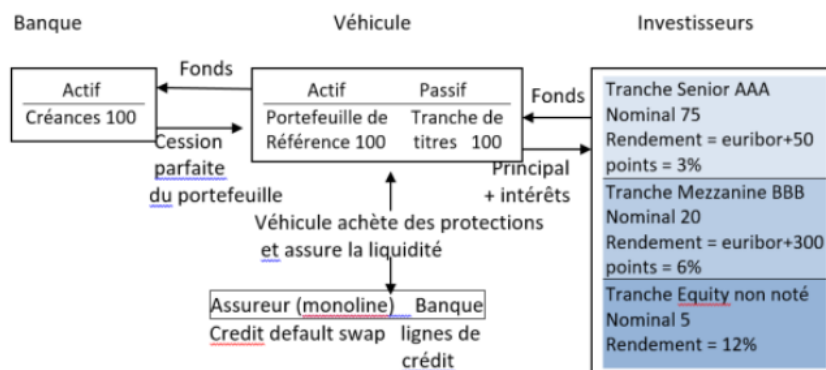 Banque
Véhicule
Investisseurs
Actif
Créances 100
Fonds
Cession
parfaite
du portefeuille
Actif Passif
Portefeuille de Tranche de
Référence 100 titres 100
Fonds
Principal
+ intérêts
Véhicule achète des protections
et assure la liquidité
Assureur (monoline) Banque
Credit default swap lignes de
crédit
Tranche Senior AAA
Nominal 75
Rendement = euribor+50
points = 3%
Tranche Mezzanine BBB
Nominal 20
Rendement = euribor+300
points = 6%
Tranche Equity non noté
Nominal 5
Rendement = 12%